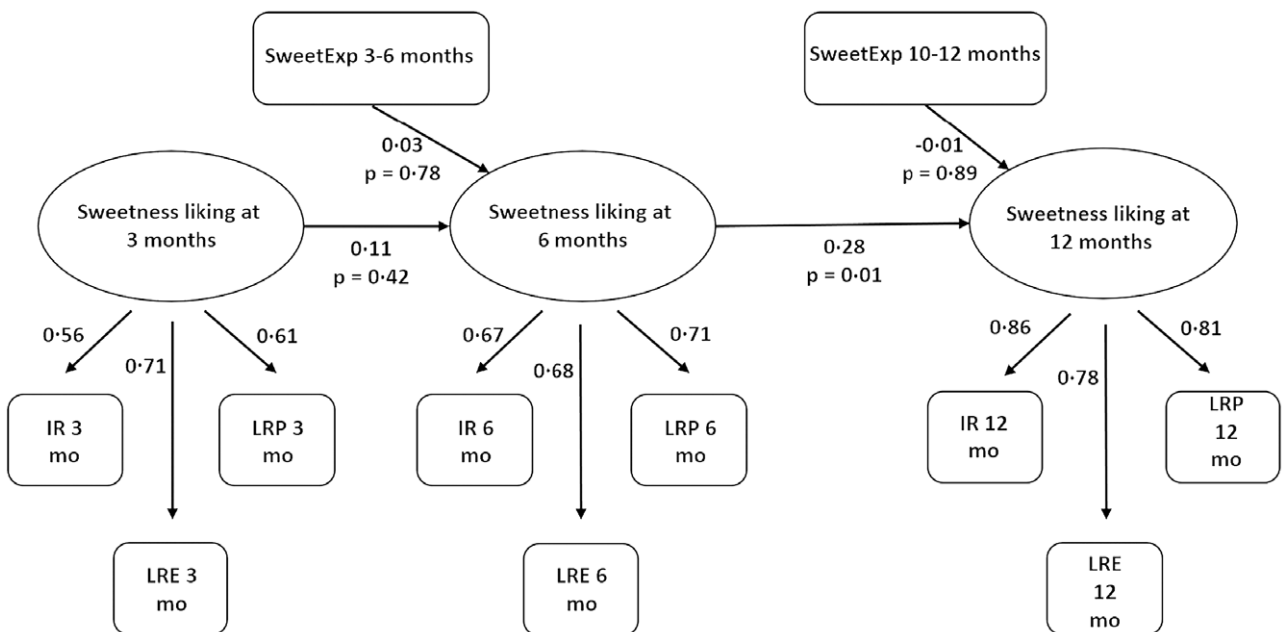 SweetExp 3-6 months
SweetExp 10-12 months
0·03
p = 0·78
-0·01
p = 0·89
Sweetness liking at
3 months
Sweetness liking at
6 months
Sweetness liking at
12 months
0·11
p = 0·42
0·28
p = 0·01
0·56
0·71
0·61
0·67
0·68
0·71
0·86
0·78
0·81
IR 3
mo
LRP 3
mo
IR 6
mo
LRP 6
mo
IR 12
mo
LRP
12
mo
LRE 3
mo
LRE 6
mo
LRE
12
mo